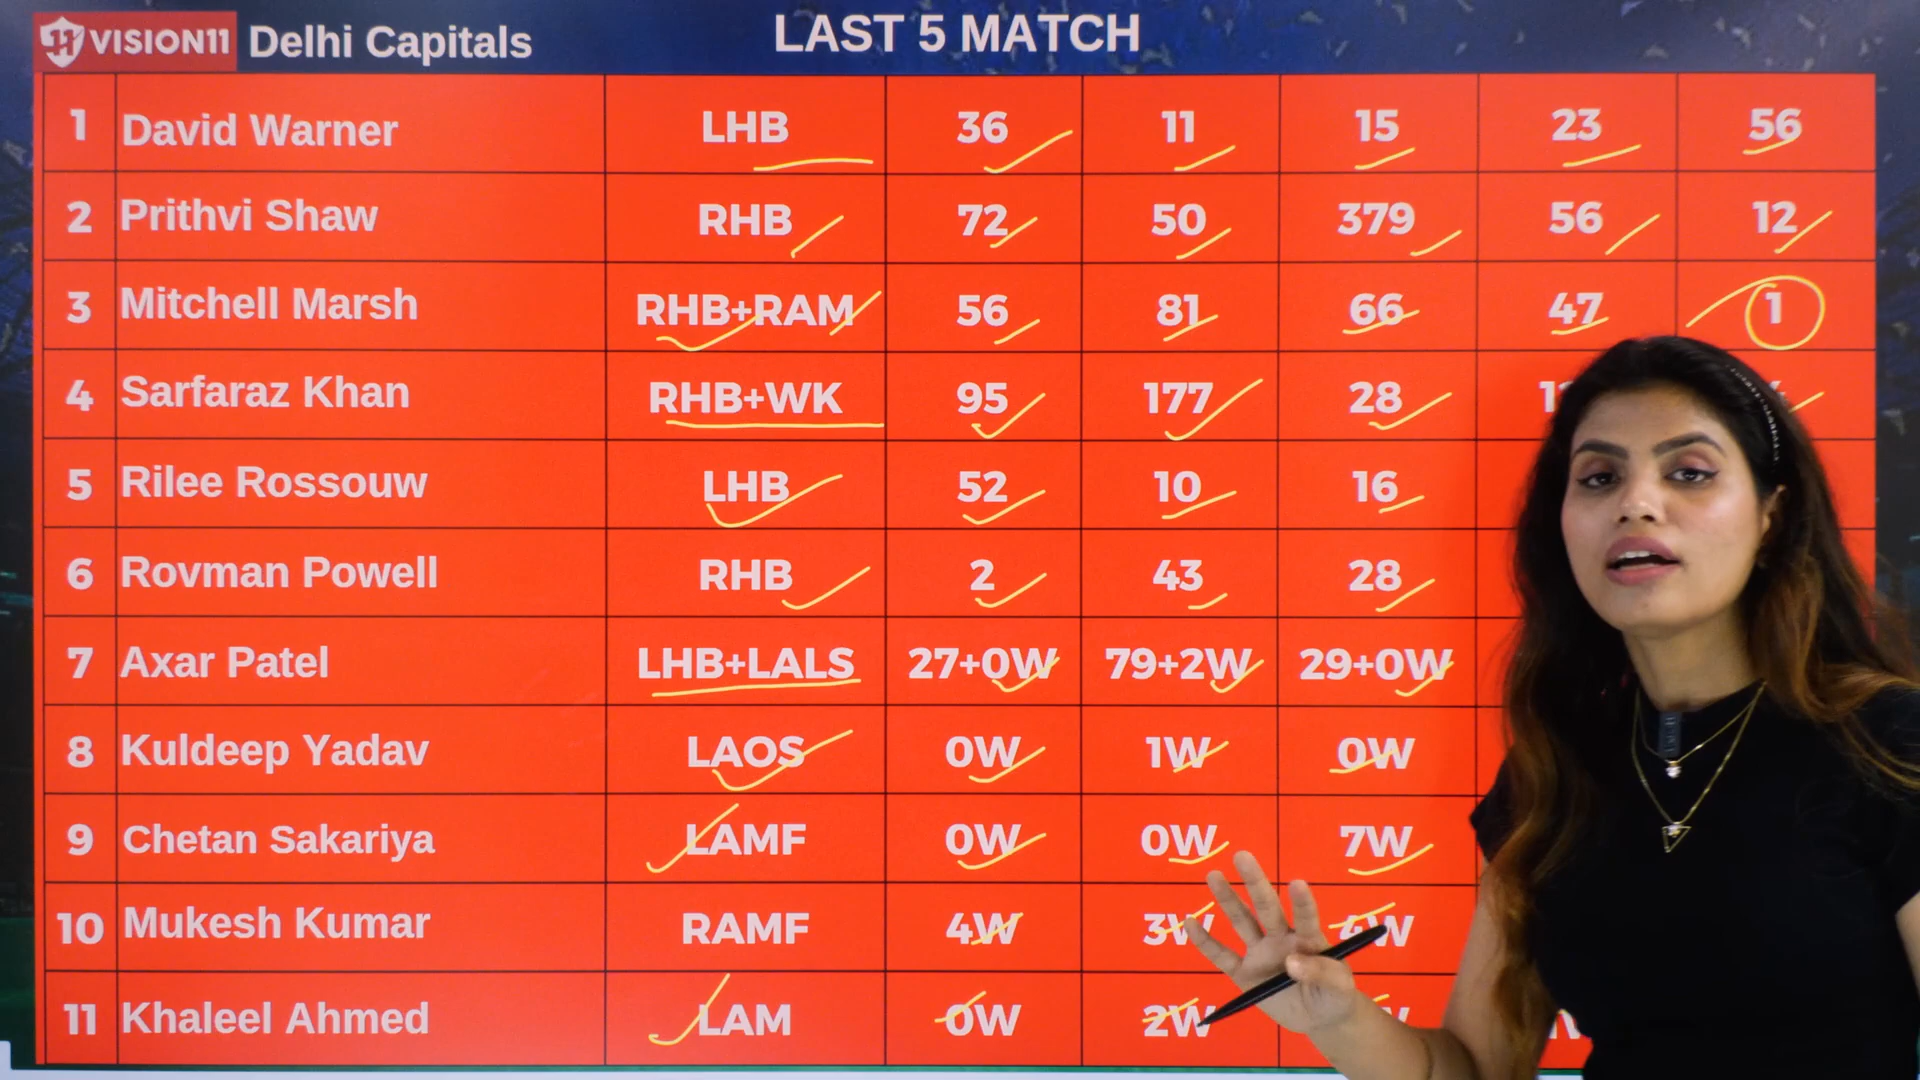 VISION11 Delhi Capitals LAST 5 MATCH
1 David Warner LHB 36 11 15 23 56
2 Prithvi Shaw RHB 72 50 379 56 12
3 Mitchell Marsh RHB+RAM 56 81 66 47 1
4 Sarfaraz Khan RHB+WK 95 177 28
5 Rilee Rossouw LHB 52 10 16
6 Rovman Powell RHB 2 43 28
7 Axar Patel LHB+LALS 27+0W 79+2W 29+0W
8 Kuldeep Yadav LAOS 0W 1W 0W
9 Chetan Sakariya LAMF 0W 0W 7W
10 Mukesh Kumar RAMF 4W 3W 4W
11 Khaleel Ahmed LAM 0W 2W